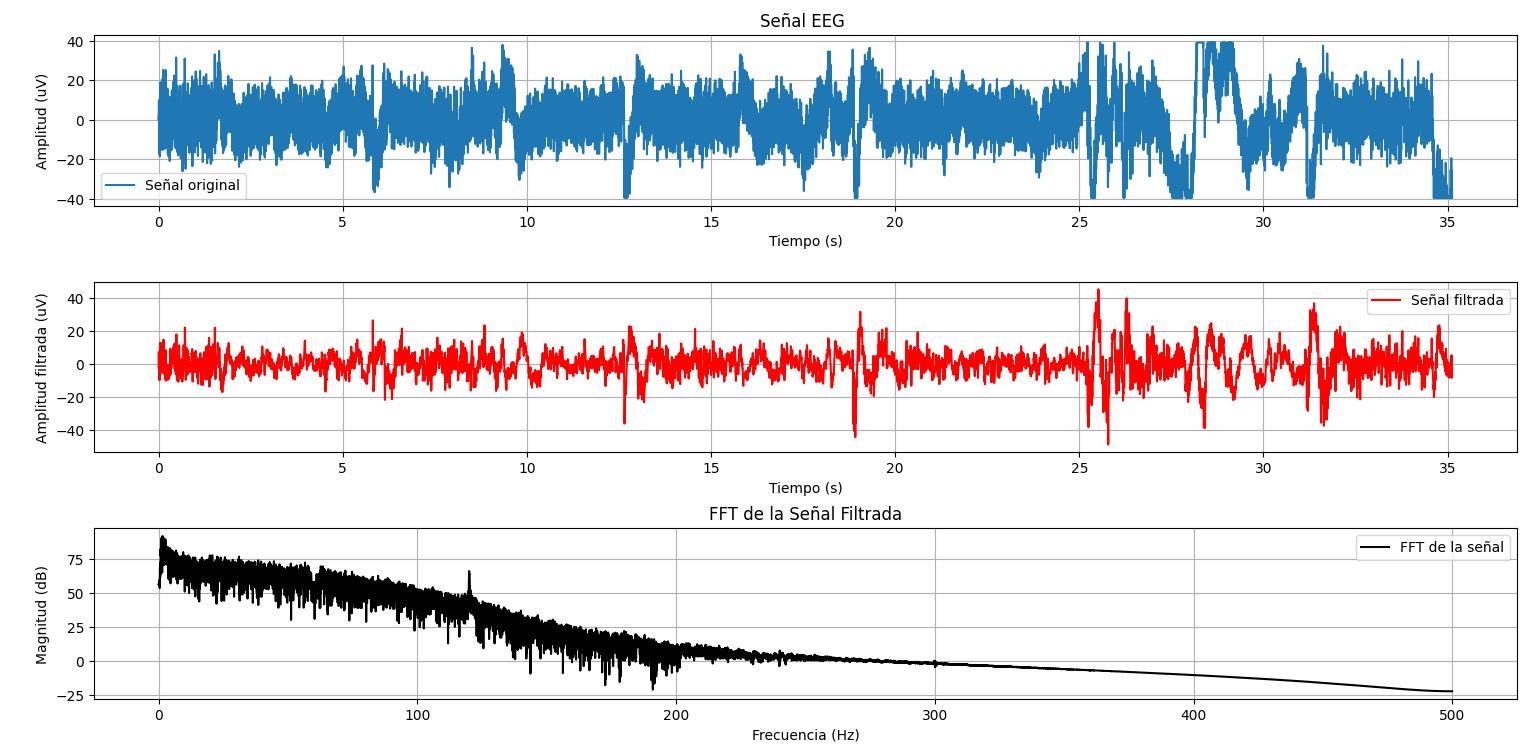 Señal EEG
40
20
0
−20
−40
Amplitud (uV)
Señal original
0 5 10 15 20 25 30 35
Tiempo (s)
40
20
0
−20
−40
Amplitud filtrada (uV)
Señal filtrada
0 5 10 15 20 25 30 35
Tiempo (s)
FFT de la Señal Filtrada
75
50
25
0
−25
Magnitud (dB)
FFT de la señal
0 100 200 300 400 500
Frecuencia (Hz)